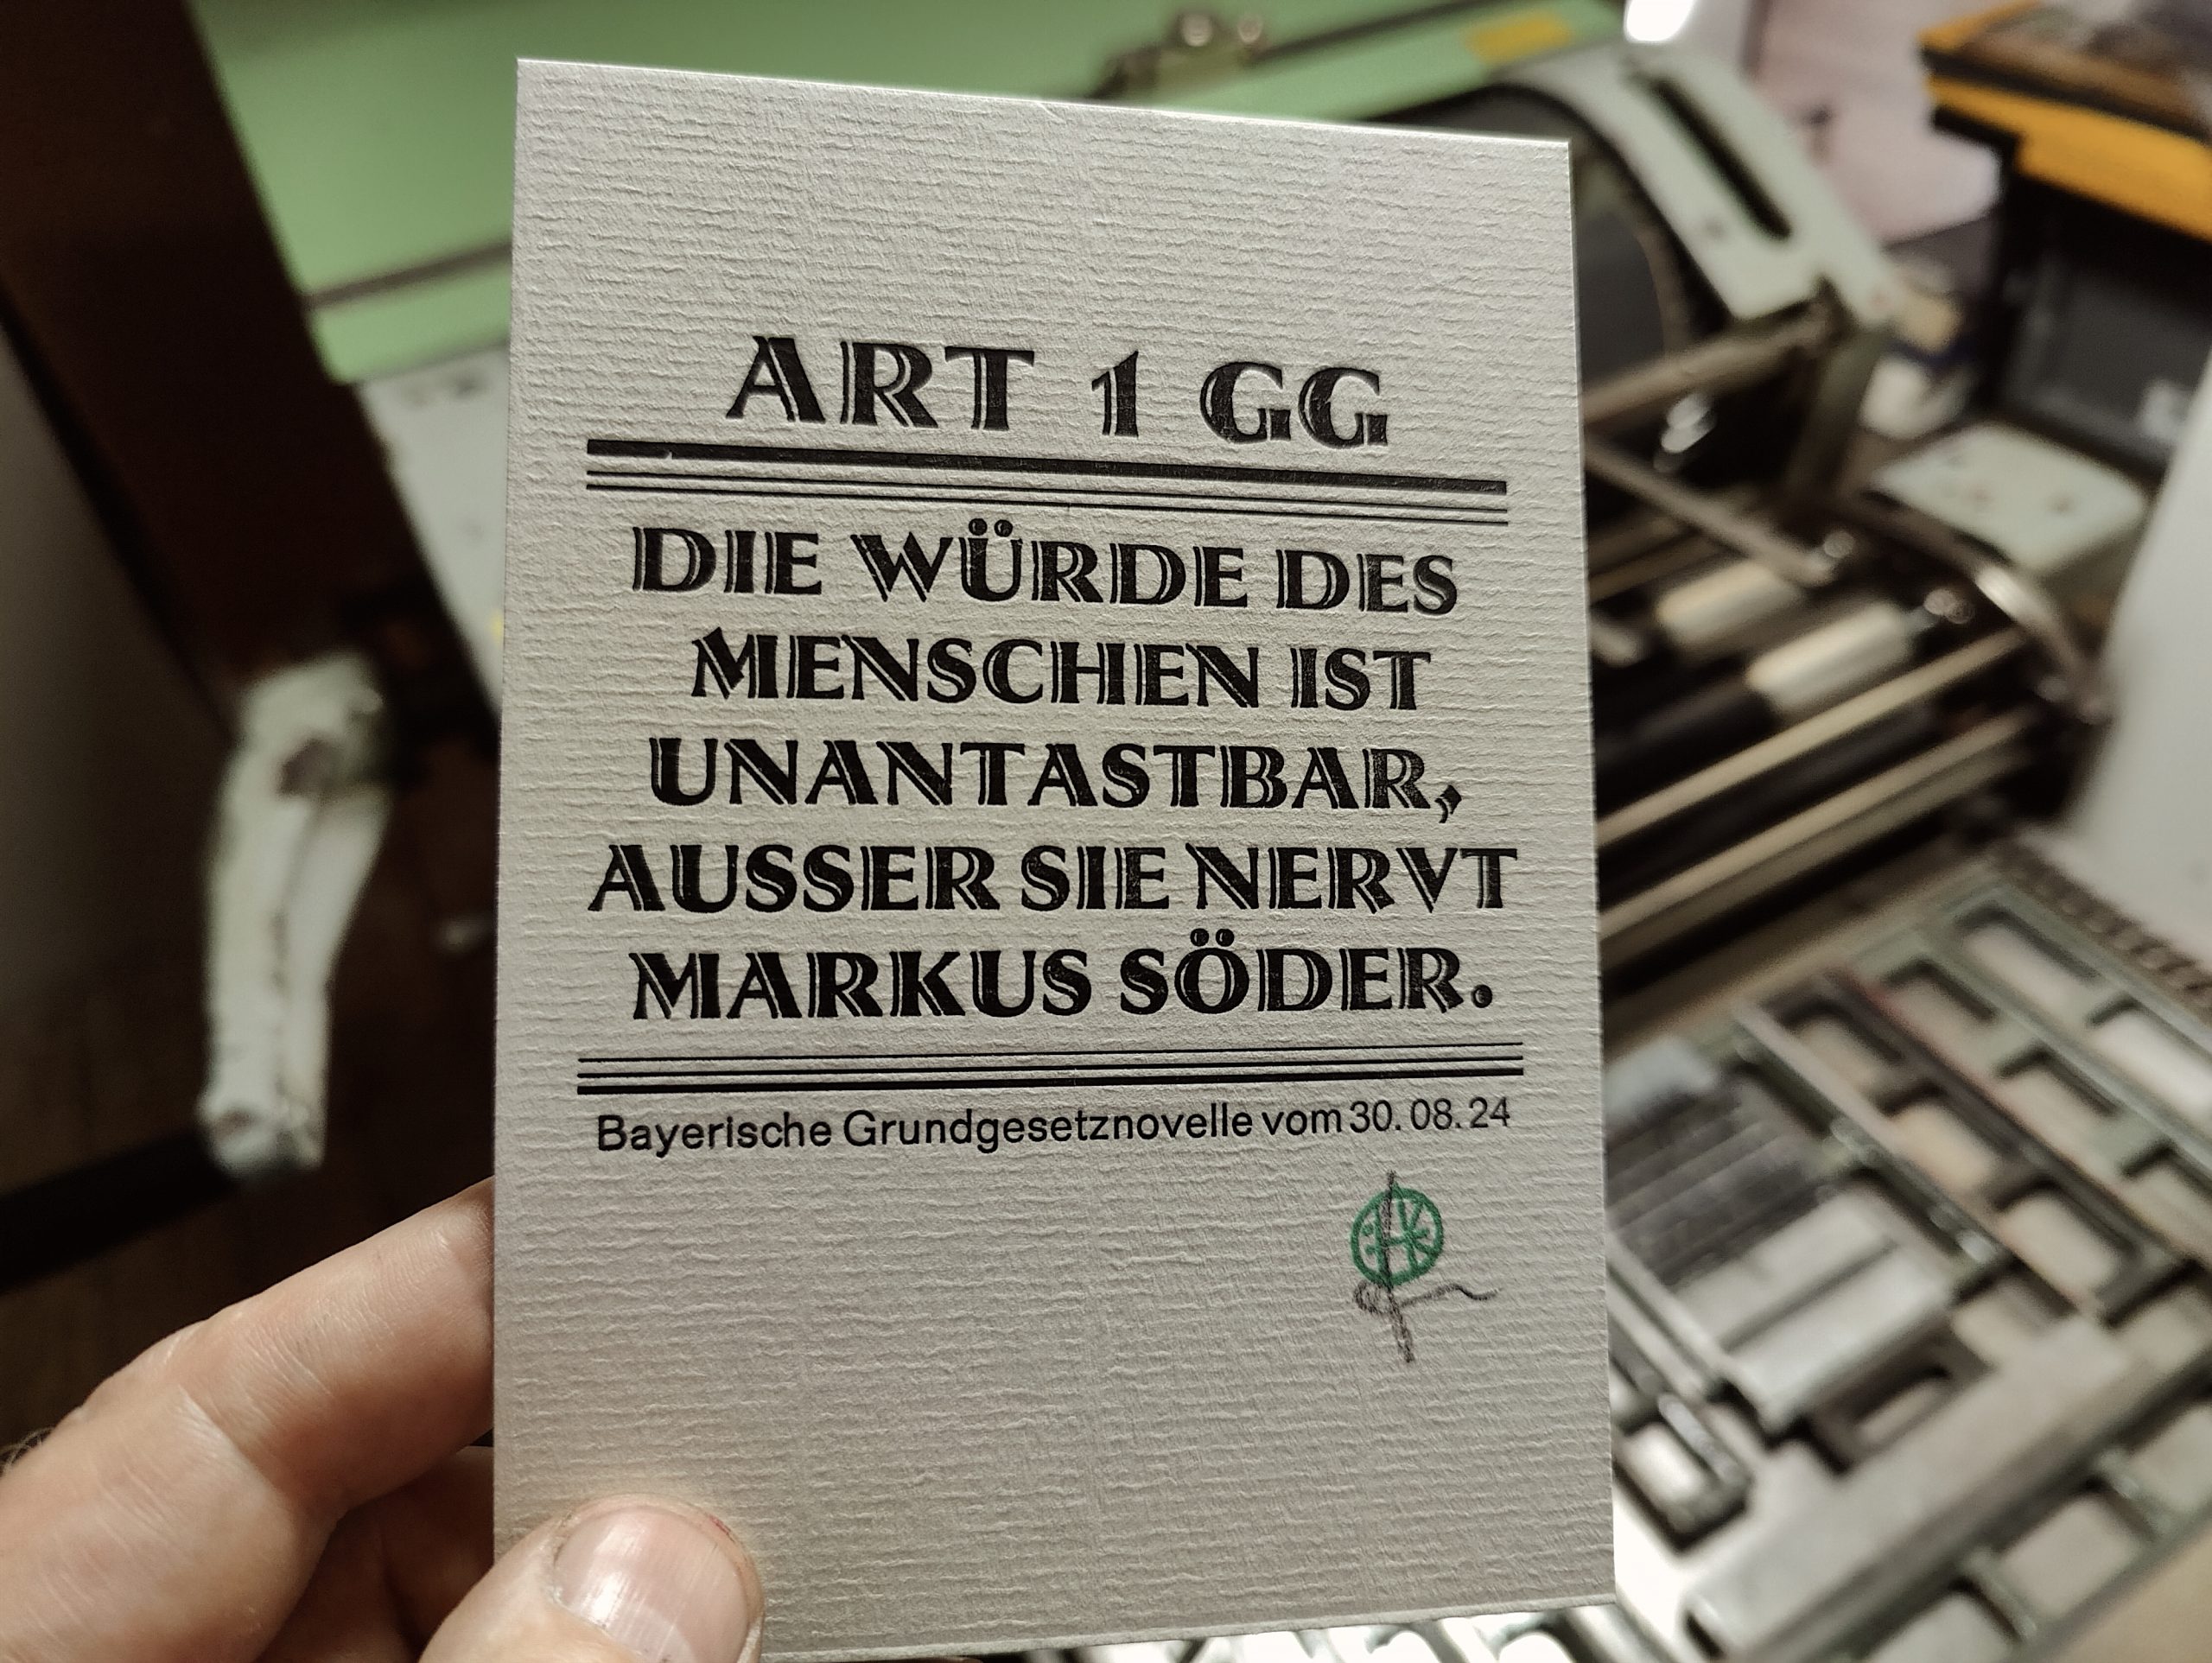 ART 1 GG
DIE WÜRDE DES
MENSCHEN IST
UNANTASTBAR,
AUSSER SIE NERVT
MARKUS SÖDER.
Bayerische Grundgesetznovelle vom 30. 08. 24